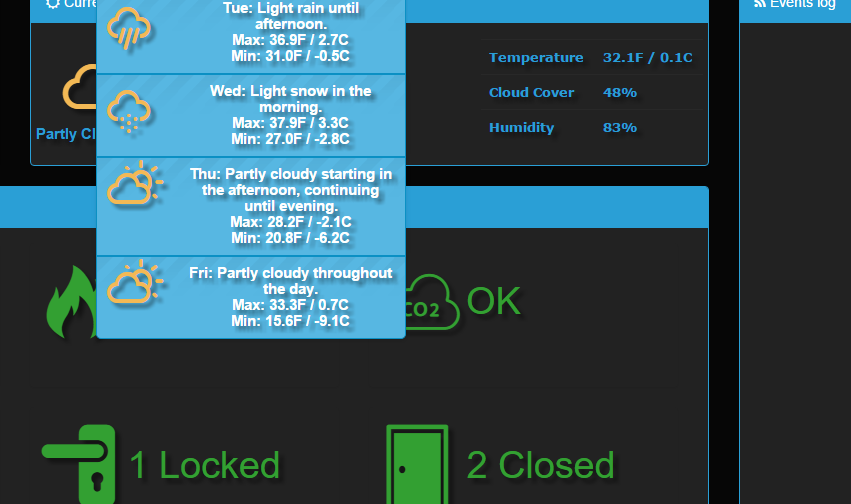 Curre
Events log
Tue: Light rain until
afternoon.
Max: 36.9F / 2.7C
Min: 31.0F / -0.5C
Wed: Light snow in the
morning.
Max: 37.9F / 3.3C
Min: 27.0F / -2.8C
Thu: Partly cloudy starting in
the afternoon, continuing
until evening.
Max: 28.2F / -2.1C
Min: 20.8F / -6.2C
Fri: Partly cloudy throughout
the day.
Max: 33.3F / 0.7C
Min: 15.6F / -9.1C
Partly Cl
Temperature 32.1F / 0.1C
Cloud Cover 48%
Humidity 83%
CO2 OK
1 Locked
2 Closed